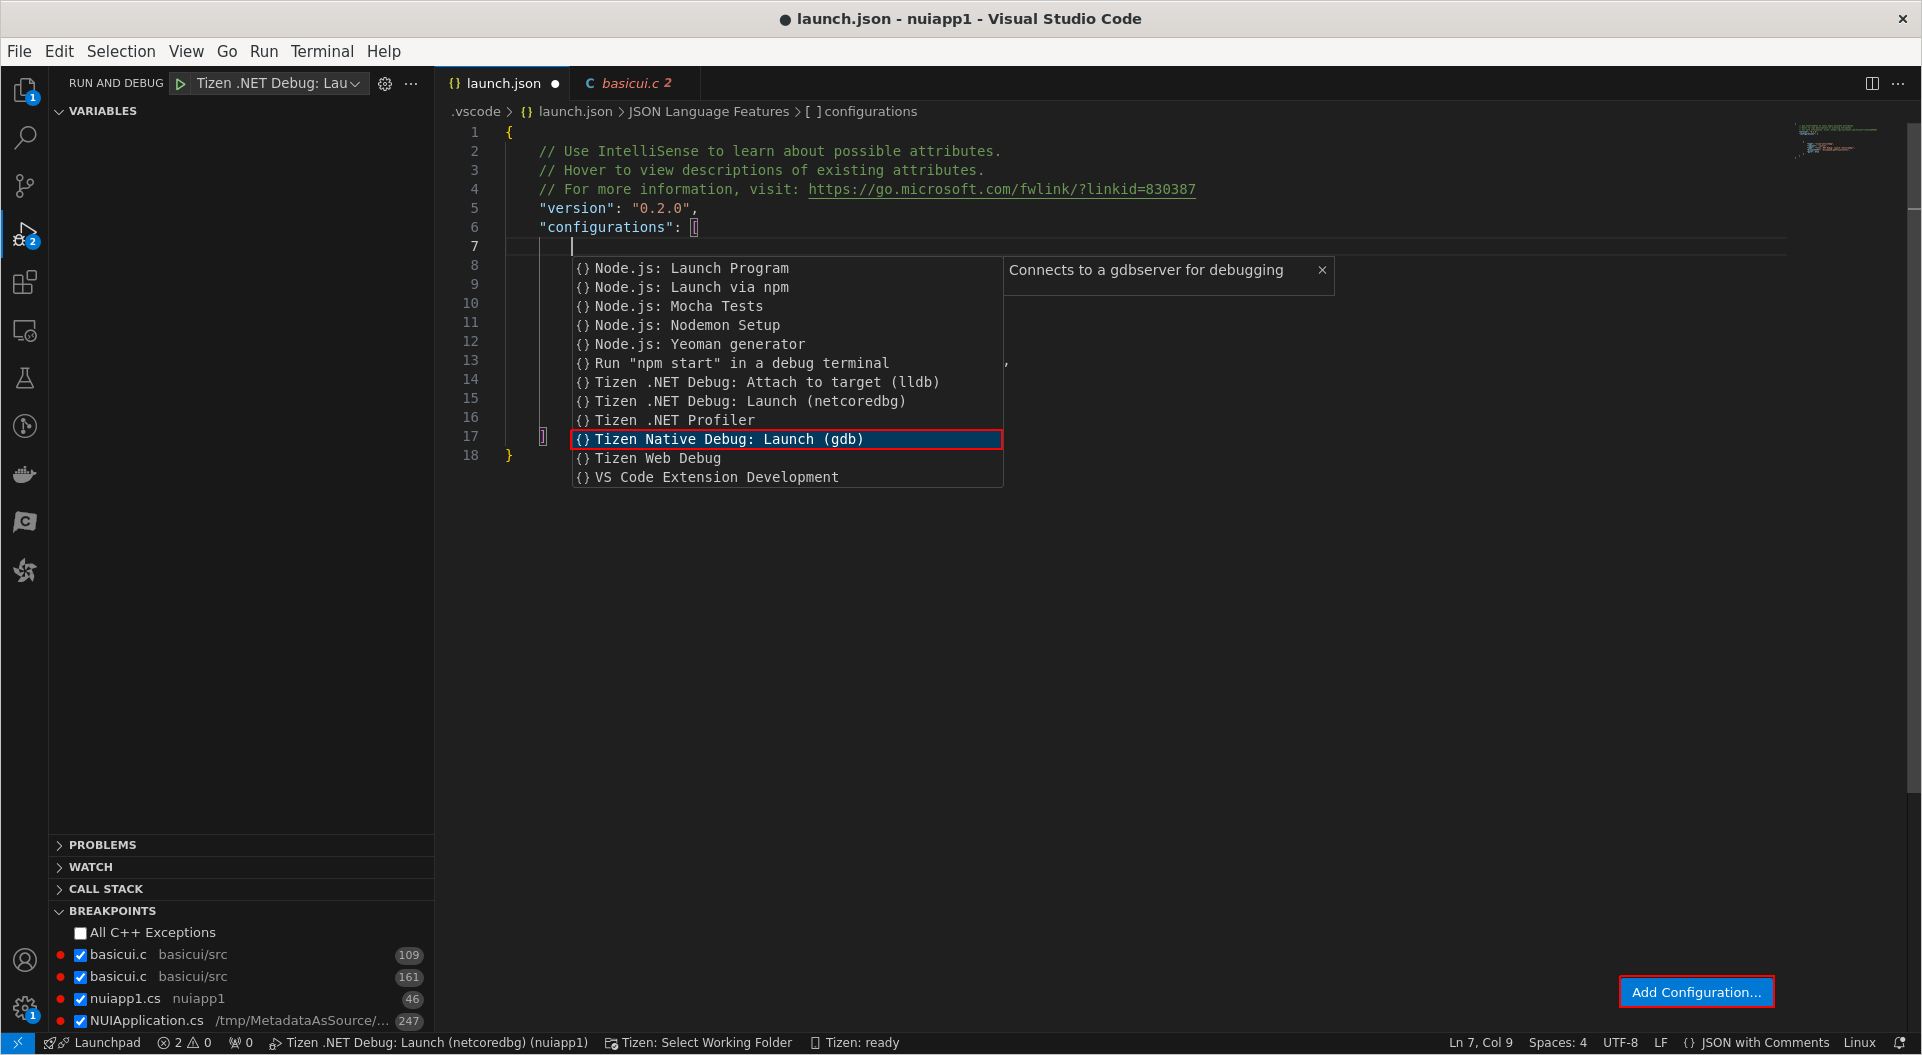 ● launch.json - nuiapp1 - Visual Studio Code
File Edit Selection View Go Run Terminal Help
RUN AND DEBUG Tizen .NET Debug: Lau
launch.json basicui.c 2
VARIABLES
.vscode > {} launch.json > JSON Language Features > [ ] configurations
1 {
2 // Use IntelliSense to learn about possible attributes.
3 // Hover to view descriptions of existing attributes.
4 // For more information, visit: https://go.microsoft.com/fwlink/?linkid=830387
5 "version": "0.2.0",
6 "configurations": [
7
8 {} Node.js: Launch Program
Connects to a gdbserver for debugging
9 {} Node.js: Launch via npm
10 {} Node.js: Mocha Tests
11 {} Node.js: Nodemon Setup
12 {} Node.js: Yeoman generator
13 {} Run "npm start" in a debug terminal ,
14 {} Tizen .NET Debug: Attach to target (lldb)
15 {} Tizen .NET Debug: Launch (netcoredbg)
16 {} Tizen .NET Profiler
17 ] {} Tizen Native Debug: Launch (gdb)
18 } {} Tizen Web Debug
{} VS Code Extension Development
1
2
PROBLEMS
WATCH
CALL STACK
BREAKPOINTS
All C++ Exceptions
basicui.c basicui/src 109
basicui.c basicui/src 161
nuiapp1.cs nuiapp1 46
NUIApplication.cs /tmp/MetadataAsSource/... 247
1
Add Configuration...
Launchpad 2 0 0 Tizen .NET Debug: Launch (netcoredbg) (nuiapp1) Tizen: Select Working Folder Tizen: ready Ln 7, Col 9 Spaces: 4 UTF-8 LF {} JSON with Comments Linux